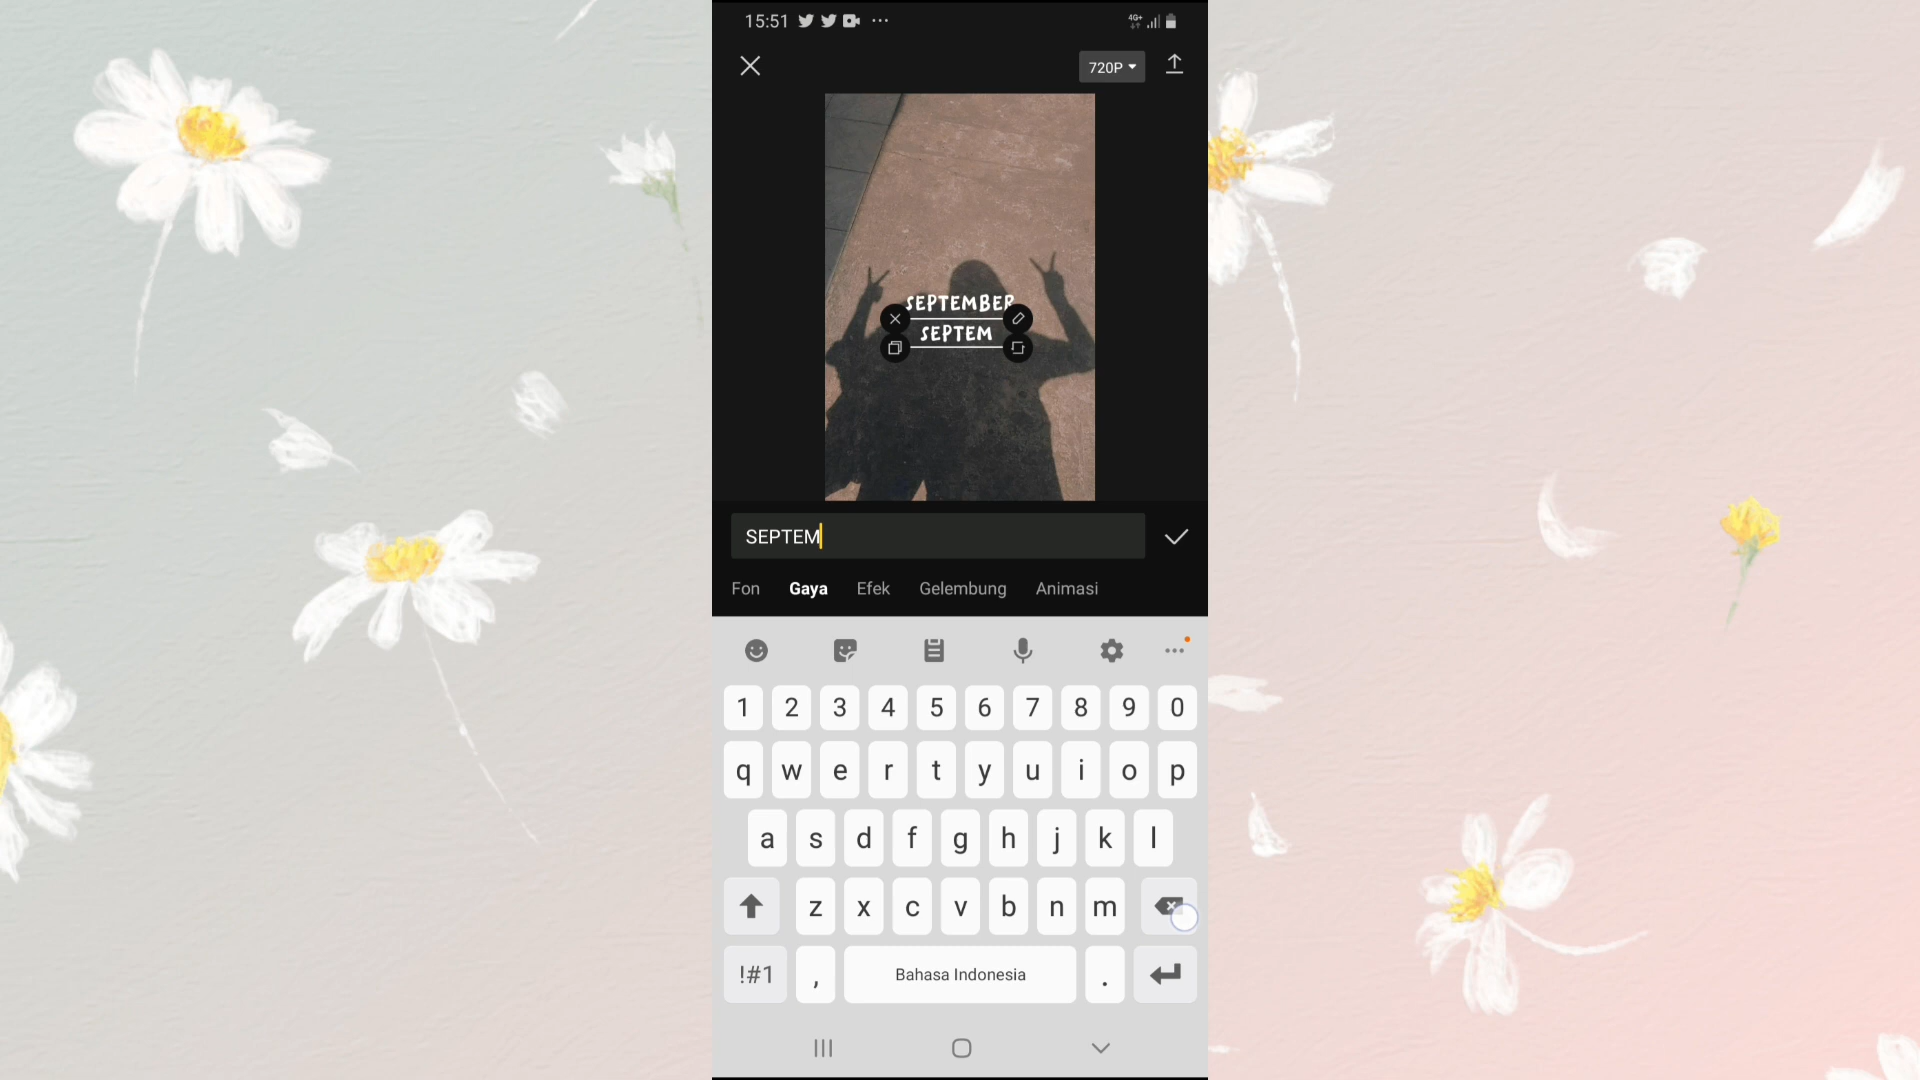 15:51
4G+
720P
SEPTEMBER
SEPTEM
SEPTEM
Fon Gaya Efek Gelembung Animasi
1 2 3 4 5 6 7 8 9 0
q w e r t y u i o p
a s d f g h j k l
z x c v b n m
!#1 , Bahasa Indonesia .